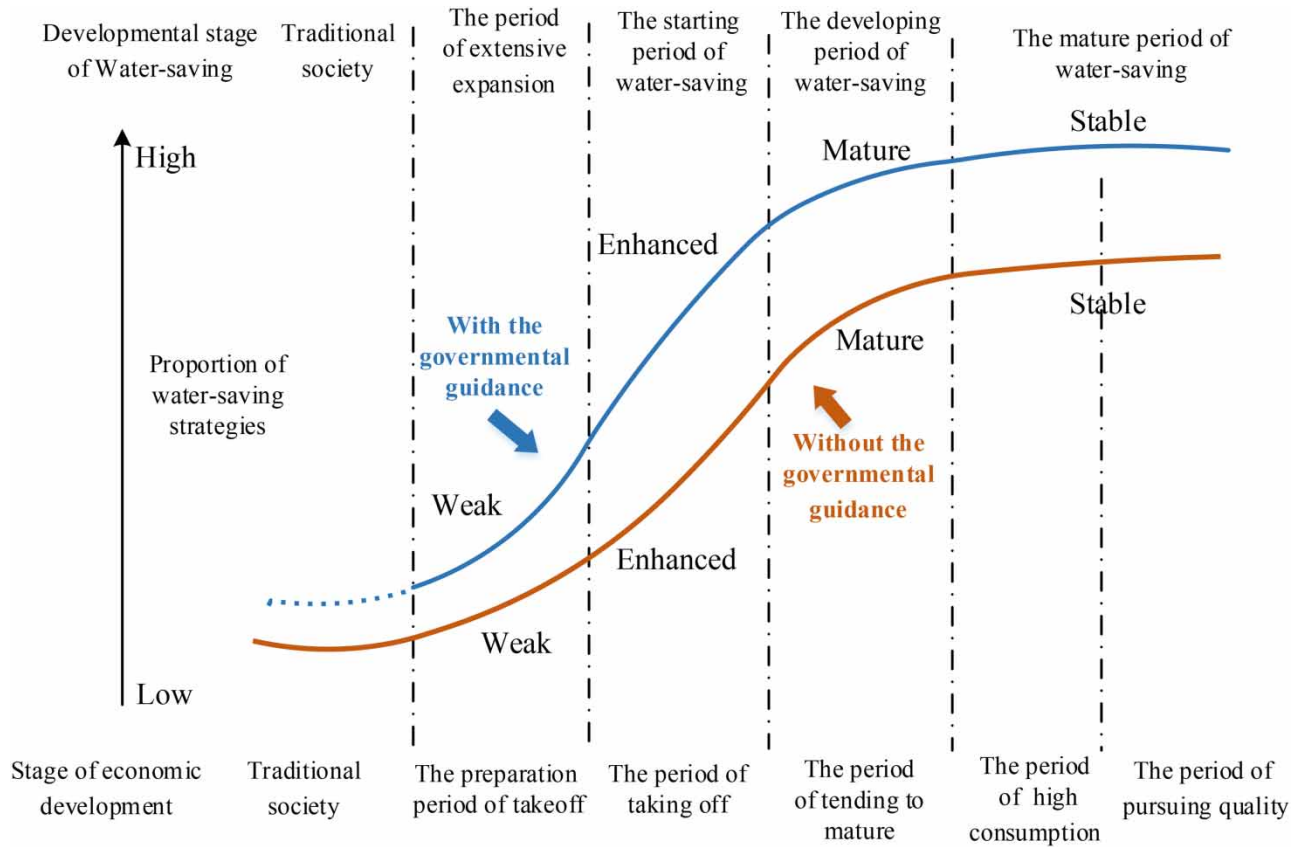 Developmental stage
of Water-saving
Traditional
society
The period
of extensive
expansion
The starting
period of
water-saving
The developing
period of
water-saving
The mature period of
water-saving
High
Stable
Mature
Enhanced
With the
governmental
guidance
Proportion of
water-saving
strategies
Stable
Mature
Without the
governmental
guidance
Weak
Enhanced
Weak
Low
Stage of economic
development
Traditional
society
The preparation
period of takeoff
The period of
taking off
The period
of tending to
mature
The period
of high
consumption
The period of
pursuing quality